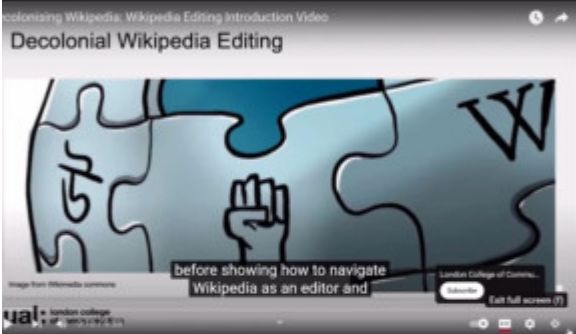 ecolonising Wikipedia: Wikipedia Editing Introduction Video
Decolonial Wikipedia Editing
W
before showing how to navigate
Wikipedia as an editor and
London College of Commu...
Subscribe
Exit full screen (f)
Image from Wikimedia commons
ual: london college